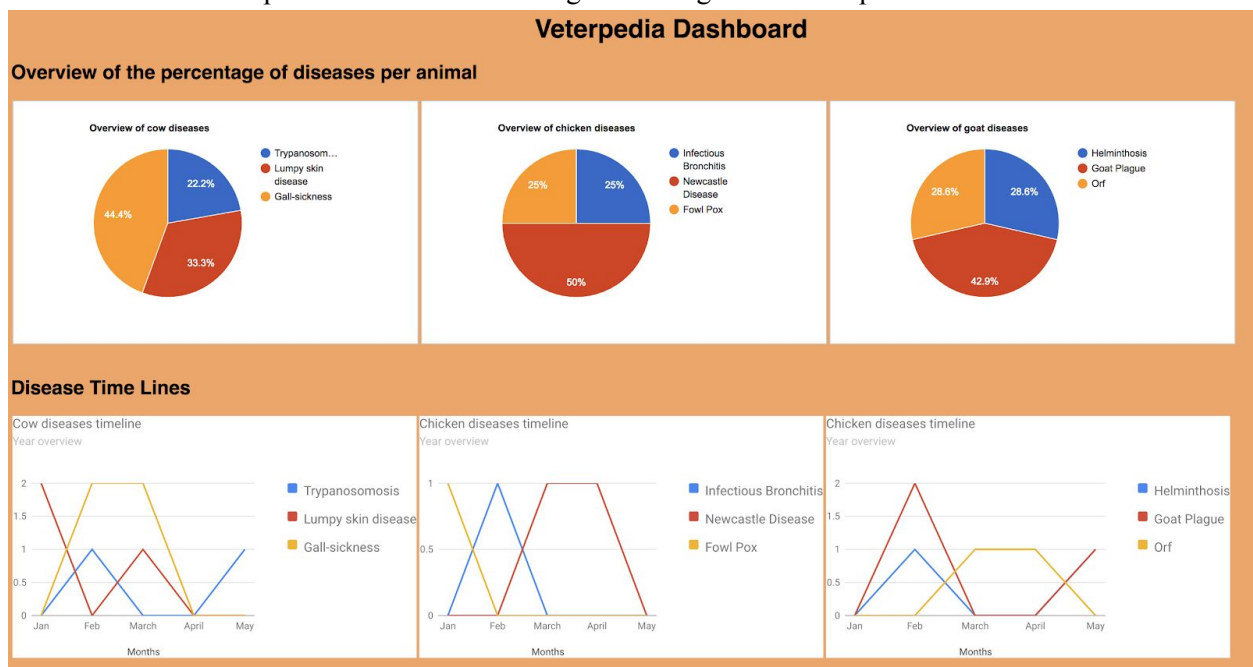 Veterpedia Dashboard
Overview of the percentage of diseases per animal
Overview of cow diseases
Trypanosom...
Lumpy skin
disease
Gall-sickness
22.2%
44.4%
33.3%
Overview of chicken diseases
Infectious
Bronchitis
Newcastle
Disease
Fowl Pox
25%
25%
50%
Overview of goat diseases
Helminthosis
Goat Plague
Orf
28.6%
28.6%
42.9%
Disease Time Lines
Cow diseases timeline
Year overview
2
1.5
1
0.5
0
Jan Feb March April May
Months
Trypanosomosis
Lumpy skin disease
Gall-sickness
Chicken diseases timeline
Year overview
1
0.5
0
Jan Feb March April May
Months
Infectious Bronchitis
Newcastle Disease
Fowl Pox
Chicken diseases timeline
Year overview
2
1.5
1
0.5
0
Jan Feb March April May
Months
Helminthosis
Goat Plague
Orf